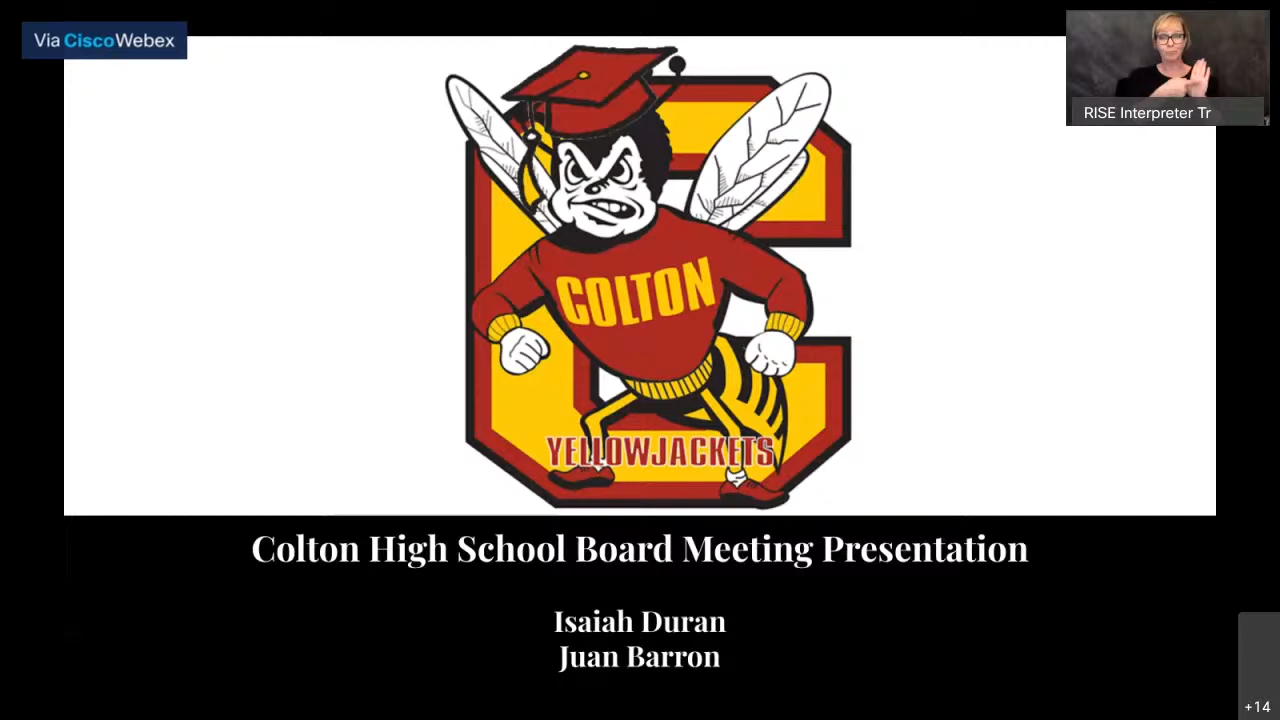 Via CiscoWebex
RISE Interpreter Tr
COLTON
YELLOWJACKETS
Colton High School Board Meeting Presentation
Isaiah Duran
Juan Barron
+14